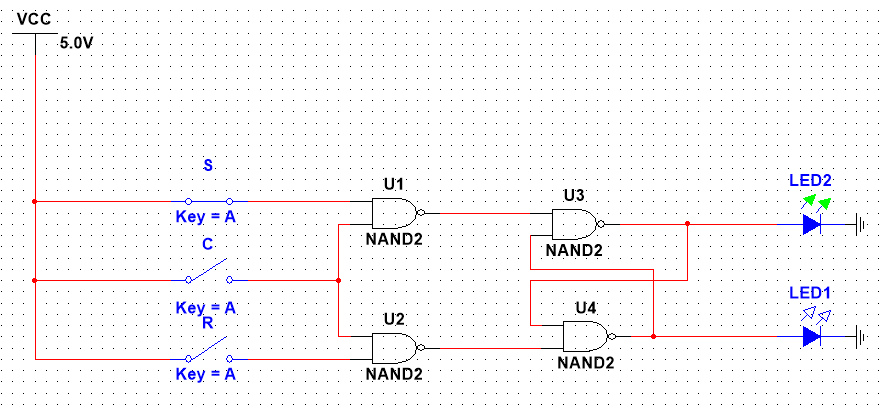 VCC
5.0V
S
Key = A
C
Key = A
R
Key = A
U1
NAND2
U2
NAND2
U3
NAND2
U4
NAND2
LED2
LED1